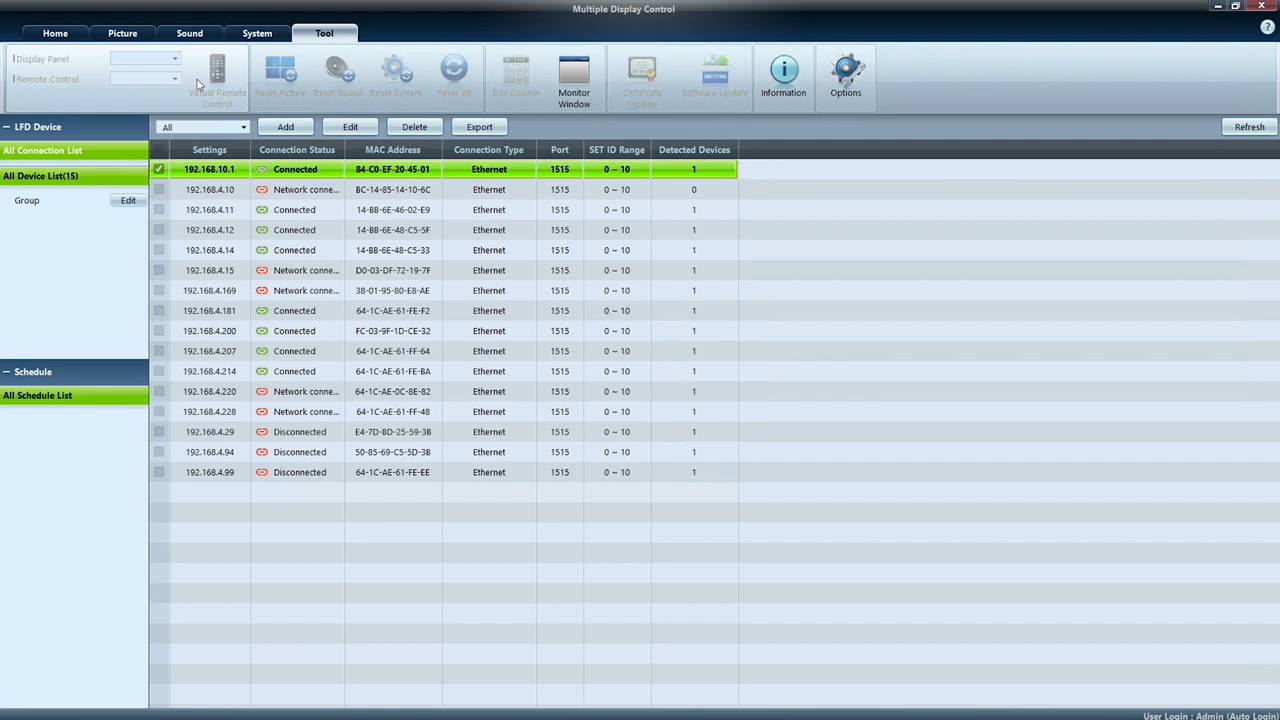 Multiple Display Control
Home Picture Sound System Tool
Display Panel
Remote Control
Virtual Remote Control
Reset Picture
Reset Sound
Reset System
Reset All
Edit Column
Monitor Window
Certificate Update
Software Update
Information
Options
LFD Device
All Add Edit Delete Export Refresh
All Connection List
All Device List(15)
Group Edit
Schedule
All Schedule List
Settings Connection Status MAC Address Connection Type Port SET ID Range Detected Devices
192.168.10.1 Connected 84-C0-EF-20-45-01 Ethernet 1515 0 ~ 10 1
192.168.4.10 Network conne... BC-14-85-14-10-6C Ethernet 1515 0 ~ 10 0
192.168.4.11 Connected 14-BB-6E-46-02-E9 Ethernet 1515 0 ~ 10 1
192.168.4.12 Connected 14-BB-6E-48-C5-5F Ethernet 1515 0 ~ 10 1
192.168.4.14 Connected 14-BB-6E-48-C5-33 Ethernet 1515 0 ~ 10 1
192.168.4.15 Network conne... D0-03-DF-72-19-7F Ethernet 1515 0 ~ 10 1
192.168.4.169 Network conne... 38-01-95-80-E8-AE Ethernet 1515 0 ~ 10 1
192.168.4.181 Connected 64-1C-AE-61-FE-F2 Ethernet 1515 0 ~ 10 1
192.168.4.200 Connected FC-03-9F-1D-CE-32 Ethernet 1515 0 ~ 10 1
192.168.4.207 Connected 64-1C-AE-61-FF-64 Ethernet 1515 0 ~ 10 1
192.168.4.214 Connected 64-1C-AE-61-FE-BA Ethernet 1515 0 ~ 10 1
192.168.4.220 Network conne... 64-1C-AE-0C-8E-82 Ethernet 1515 0 ~ 10 1
192.168.4.228 Network conne... 64-1C-AE-61-FF-48 Ethernet 1515 0 ~ 10 1
192.168.4.29 Disconnected E4-7D-BD-25-59-3B Ethernet 1515 0 ~ 10 1
192.168.4.94 Disconnected 50-85-69-C5-5D-3B Ethernet 1515 0 ~ 10 1
192.168.4.99 Disconnected 64-1C-AE-61-FE-EE Ethernet 1515 0 ~ 10 1
User Login : Admin (Auto Login)